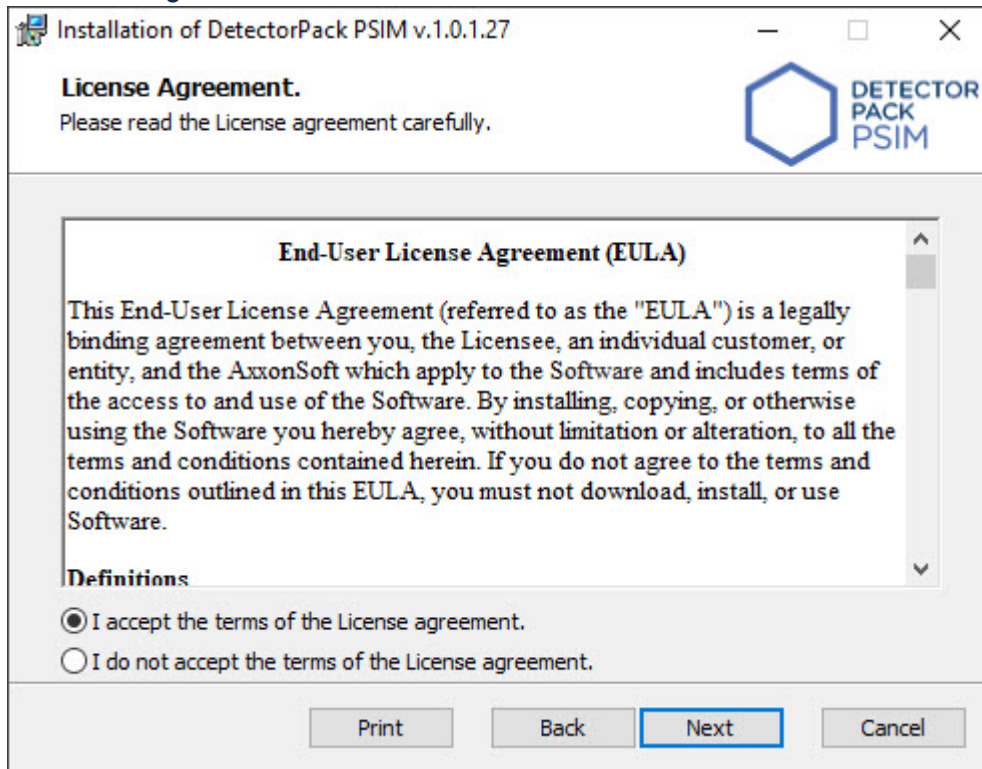 Installation of DetectorPack PSIM v.1.0.1.27
License Agreement.
Please read the License agreement carefully.
DETECTOR
PACK
PSIM
End-User License Agreement (EULA)
This End-User License Agreement (referred to as the "EULA") is a legally
binding agreement between you, the Licensee, an individual customer, or
entity, and the AxxonSoft which apply to the Software and includes terms of
the access to and use of the Software. By installing, copying, or otherwise
using the Software you hereby agree, without limitation or alteration, to all the
terms and conditions contained herein. If you do not agree to the terms and
conditions outlined in this EULA, you must not download, install, or use
Software.
Definitions
I accept the terms of the License agreement.
I do not accept the terms of the License agreement.
Print Back Next Cancel